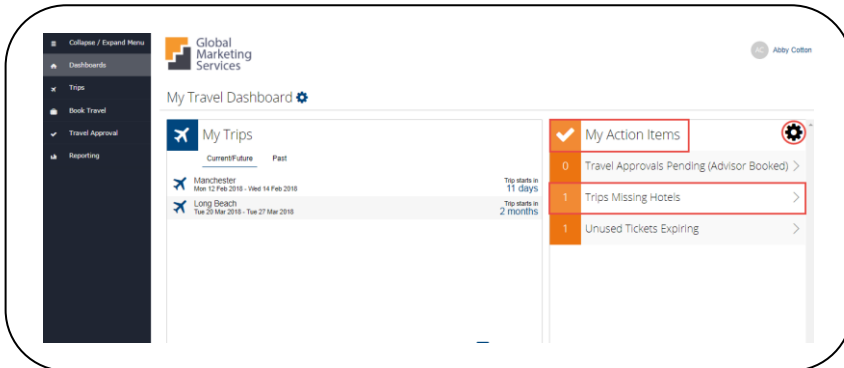 Collapse / Expand Menu
Dashboards
Trips
Book Travel
Travel Approval
Reporting
Global
Marketing
Services
AC Abby Cotton
My Travel Dashboard
My Trips
Current/Future Past
Manchester
Mon 12 Feb 2018 - Wed 14 Feb 2018
Trip starts in
11 days
Long Beach
Tue 20 Mar 2018 - Tue 27 Mar 2018
Trip starts in
2 months
My Action Items
0 Travel Approvals Pending (Advisor Booked)
1 Trips Missing Hotels
1 Unused Tickets Expiring